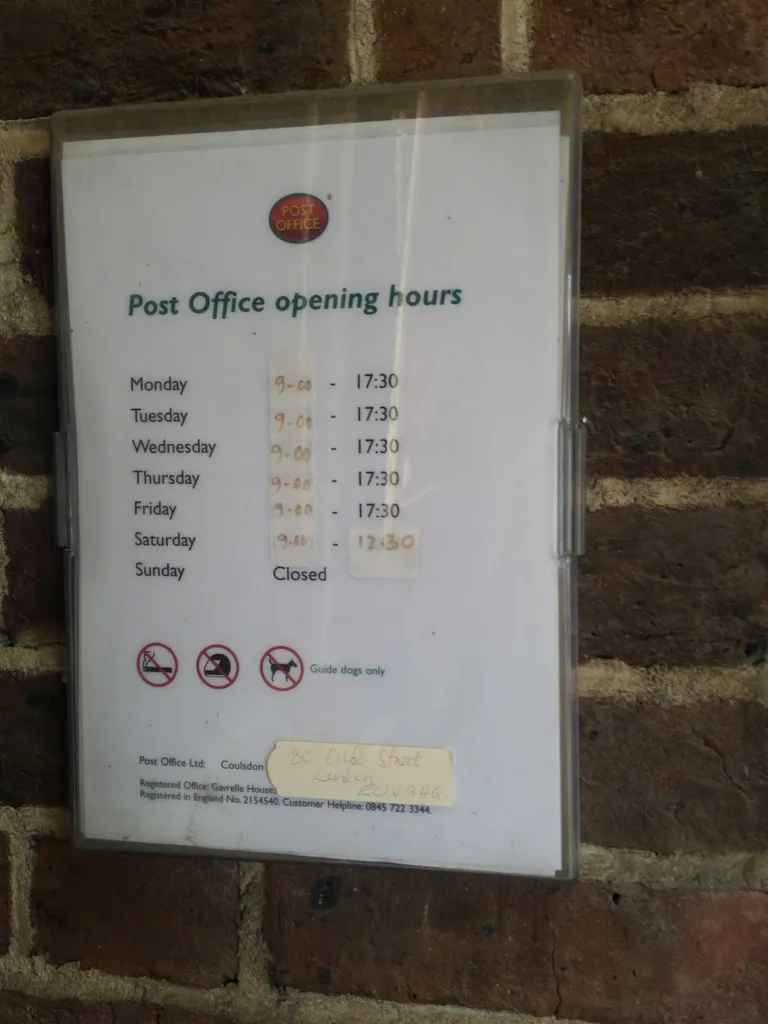 POST
OFFICE
Post Office opening hours
Monday 9-00 - 17:30
Tuesday 9-00 - 17:30
Wednesday 9-00 - 17:30
Thursday 9-00 - 17:30
Friday 9-00 - 17:30
Saturday 9.00 - 12.30
Sunday Closed
Guide dogs only
Post Office Ltd: Coulsdon
80 Old Street
London
EC1V 9HQ
Registered Office: Gavrelle House,
Registered in England No. 2154540. Customer Helpline: 0845 722 3344.